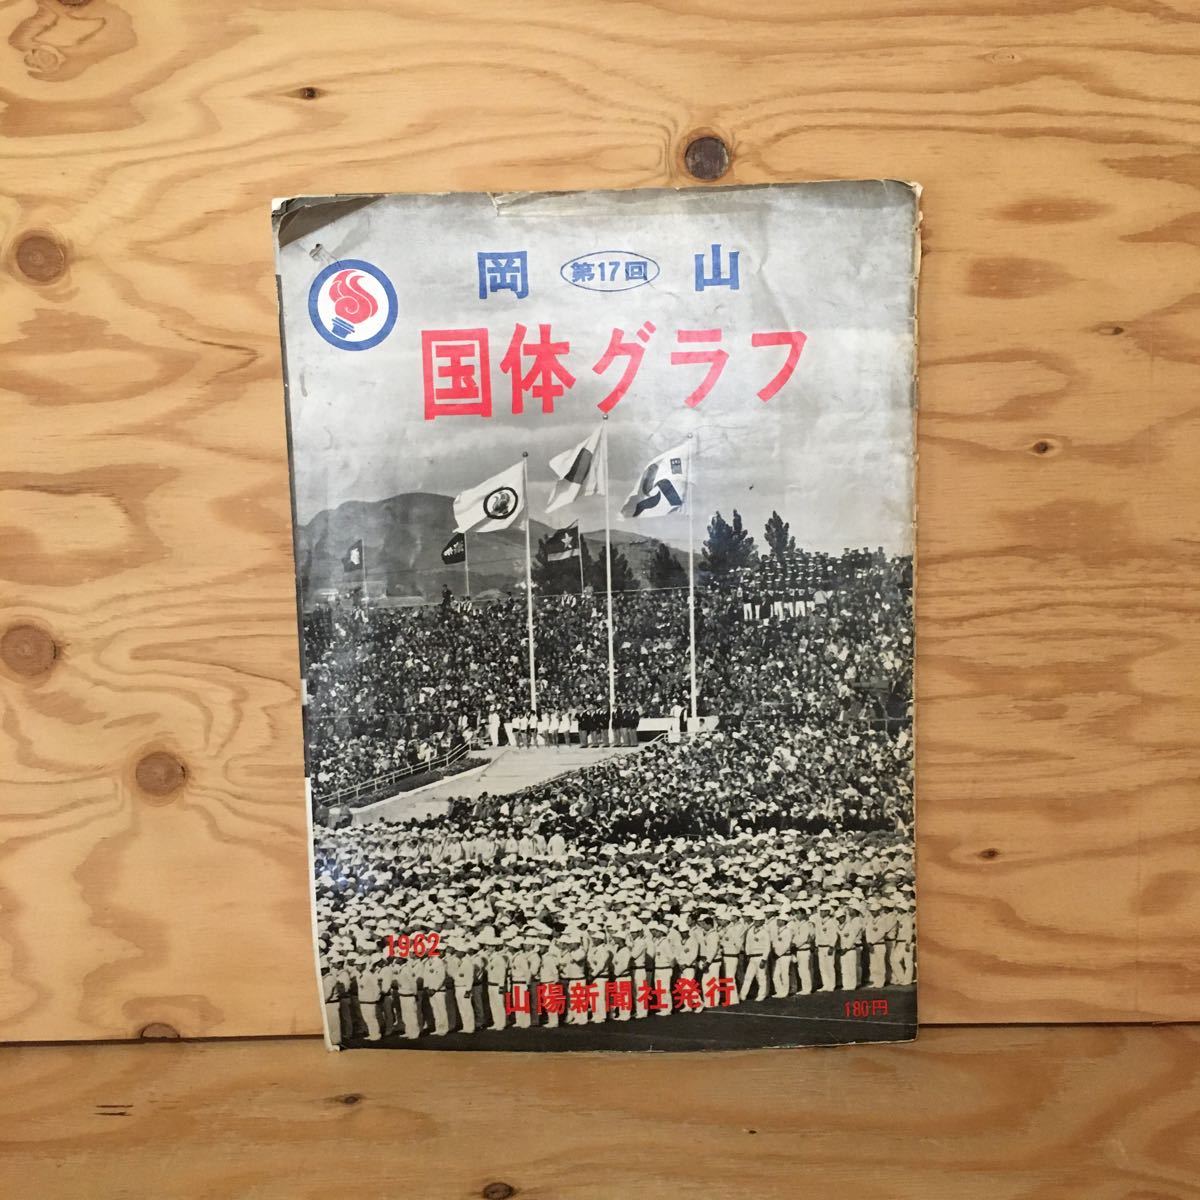 岡 第17回 山
国体グラフ
1962
山陽新聞社発行
180円